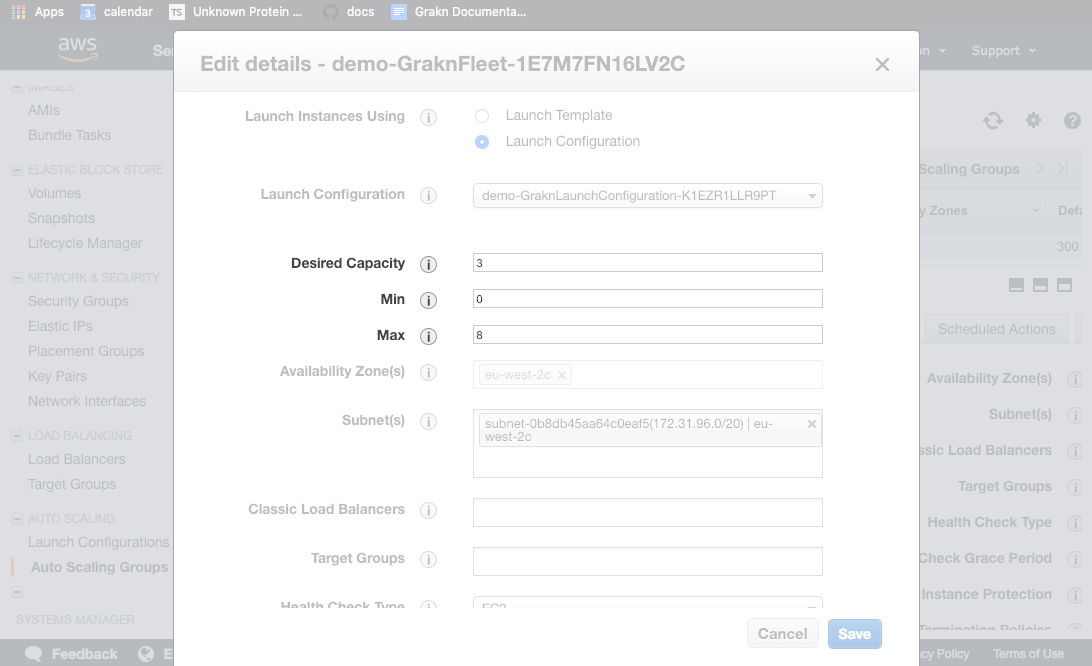 Apps
3 calendar
TS Unknown Protein ...
docs
Grakn Documenta...
aws
Support
Edit details - demo-GraknFleet-1E7M7FN16LV2C
IMAGES
AMIs
Bundle Tasks
ELASTIC BLOCK STORE
Volumes
Snapshots
Lifecycle Manager
NETWORK & SECURITY
Security Groups
Elastic IPs
Placement Groups
Key Pairs
Network Interfaces
LOAD BALANCING
Load Balancers
Target Groups
AUTO SCALING
Launch Configurations
Auto Scaling Groups
SYSTEMS MANAGER
Feedback
Launch Instances Using
Launch Template
Launch Configuration
Launch Configuration
demo-GraknLaunchConfiguration-K1EZR1LLR9PT
Desired Capacity
3
Min
0
Max
8
Availability Zone(s)
eu-west-2c
Subnet(s)
subnet-0b8db45aa64c0eaf5(172.31.96.0/20) | eu-
west-2c
Classic Load Balancers
Target Groups
Health Check Type
EC2
Cancel
Save
Scaling Groups
Zones
300
Scheduled Actions
Availability Zone(s)
Subnet(s)
Load Balancers
Target Groups
Health Check Type
Check Grace Period
Instance Protection
Termination Policies
Policy
Terms of Use